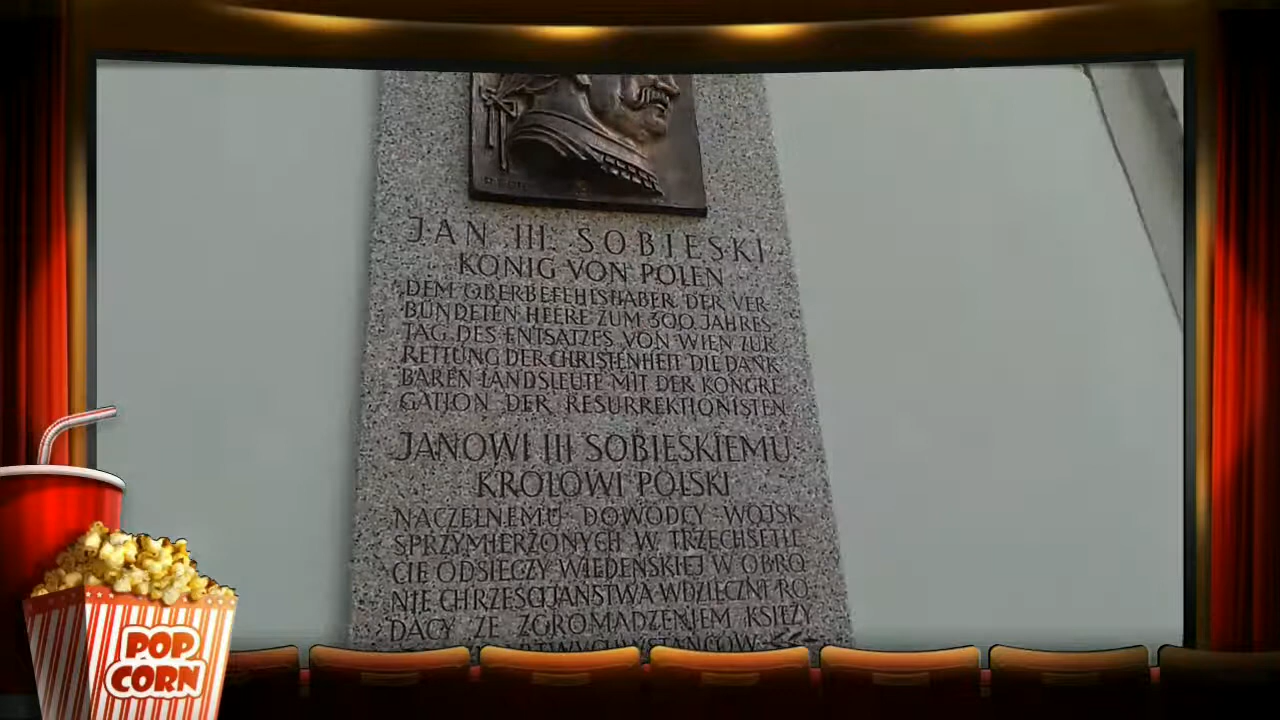 JAN III. SOBIESKI
KÖNIG VON POLEN
DEM OBERBEFEHLSHABER DER VER-
BÜNDETEN HEERE ZUM 300 JAHRES-
TAG DES ENTSATZES VON WIEN ZUR
RETTUNG DER CHRISTENHEIT DIE DANK-
BAREN LANDSLEUTE MIT DER KONGRE
GATION DER RESURREKTIONISTEN
JANOWI III SOBIESKIEMU
KRÓLOWI POLSKI
NACZELNEMU DOWÓDCY WOJSK
SPRZYMIERZONYCH W TRZECHSETLE
CIE ODSIECZY WIEDEŃSKIEJ W OBRO
NIE CHRZEŚCIJAŃSTWA WDZIĘCZNI RO
DACY ZE ZGROMADZENIEM KSIĘŻY
POP
CORN